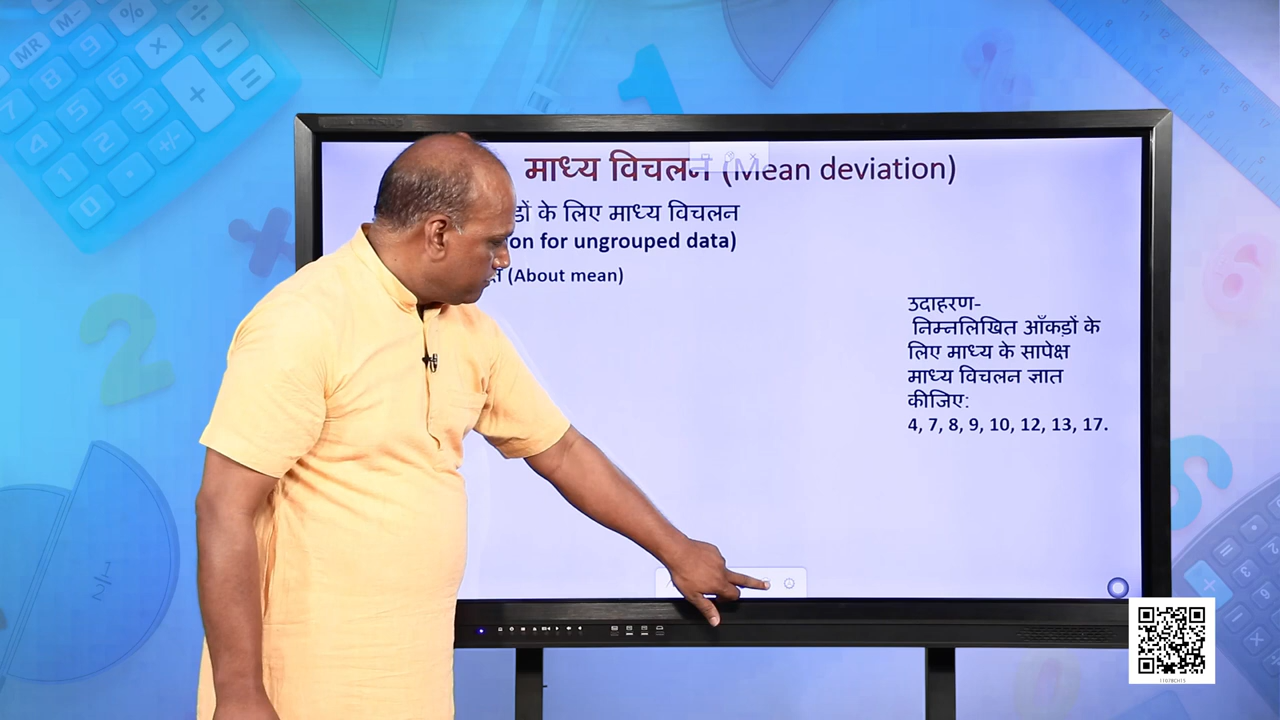 माध्य विचलन (Mean deviation)
के लिए माध्य विचलन
for ungrouped data)
(About mean)
उदाहरण-
निम्नलिखित आँकड़ों के
लिए माध्य के सापेक्ष
माध्य विचलन ज्ञात
कीजिए:
4, 7, 8, 9, 10, 12, 13, 17.